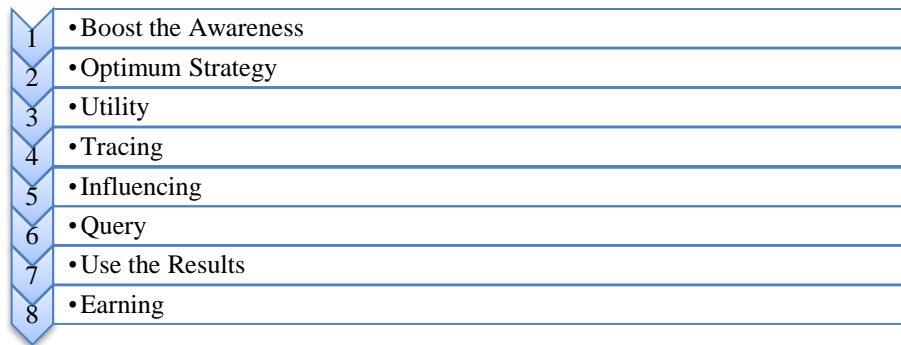 1 •Boost the Awareness
2 •Optimum Strategy
3 •Utility
4 •Tracing
5 •Influencing
6 •Query
7 •Use the Results
8 •Earning